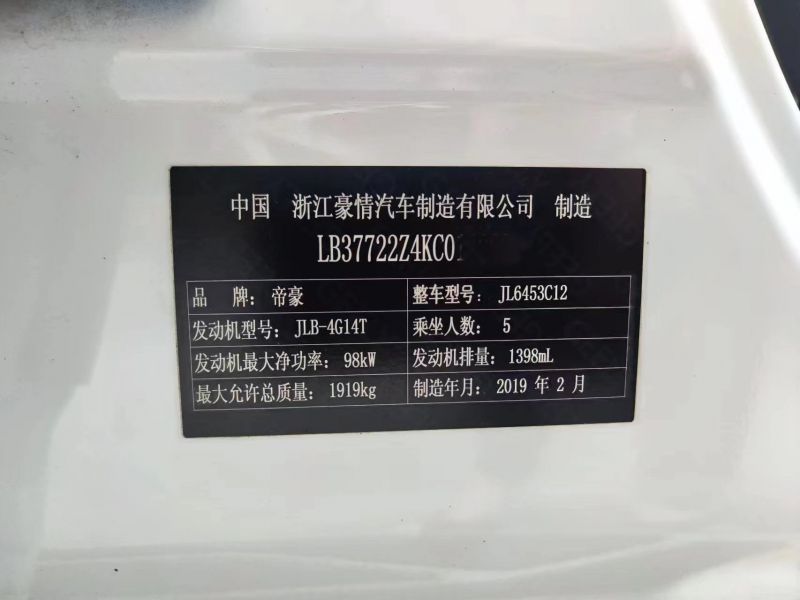 中国 浙江豪情汽车制造有限公司 制造
LB37722Z4KC0
品 牌：帝豪 整车型号：JL6453C12
发动机型号：JLB-4G14T 乘坐人数：5
发动机最大净功率：98kW 发动机排量：1398mL
最大允许总质量：1919kg 制造年月：2019 年 2 月